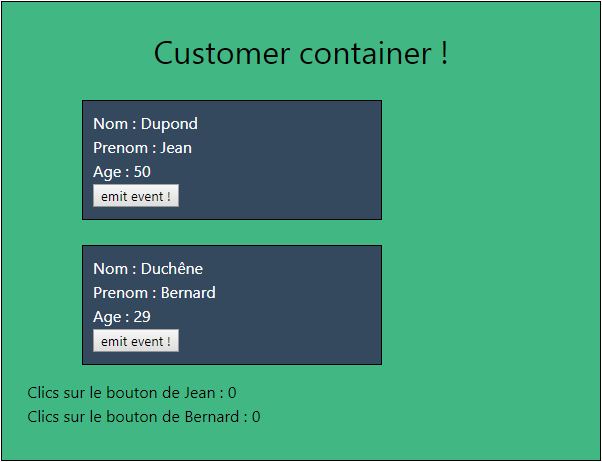 Customer container !
Nom : Dupond
Prenom : Jean
Age : 50
emit event !
Nom : Duchêne
Prenom : Bernard
Age : 29
emit event !
Clics sur le bouton de Jean : 0
Clics sur le bouton de Bernard : 0